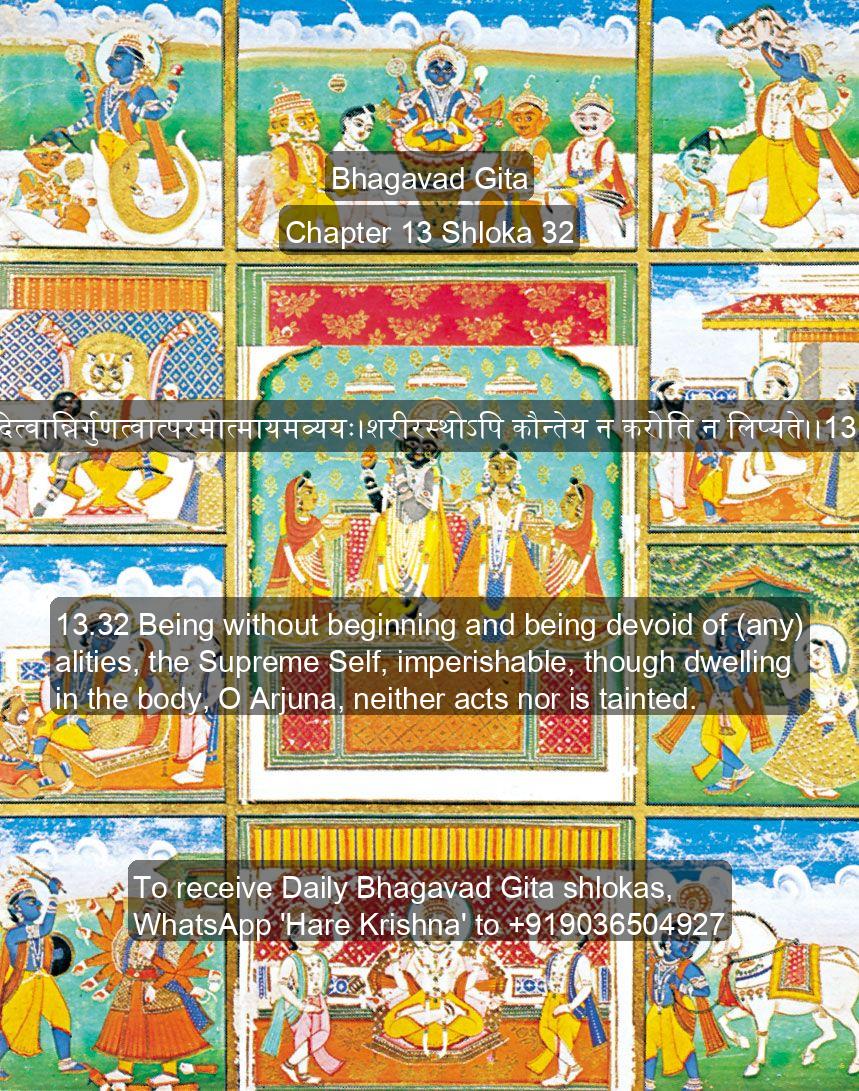 Bhagavad Gita
Chapter 13 Shloka 32
दित्वान्निर्गुणत्वात्परमात्मायमव्ययः।शरीरस्थोऽपि कौन्तेय न करोति न लिप्यते।।13
13.32 Being without beginning and being devoid of (any)
alities, the Supreme Self, imperishable, though dwelling
in the body, O Arjuna, neither acts nor is tainted.
To receive Daily Bhagavad Gita shlokas,
WhatsApp 'Hare Krishna' to +919036504927